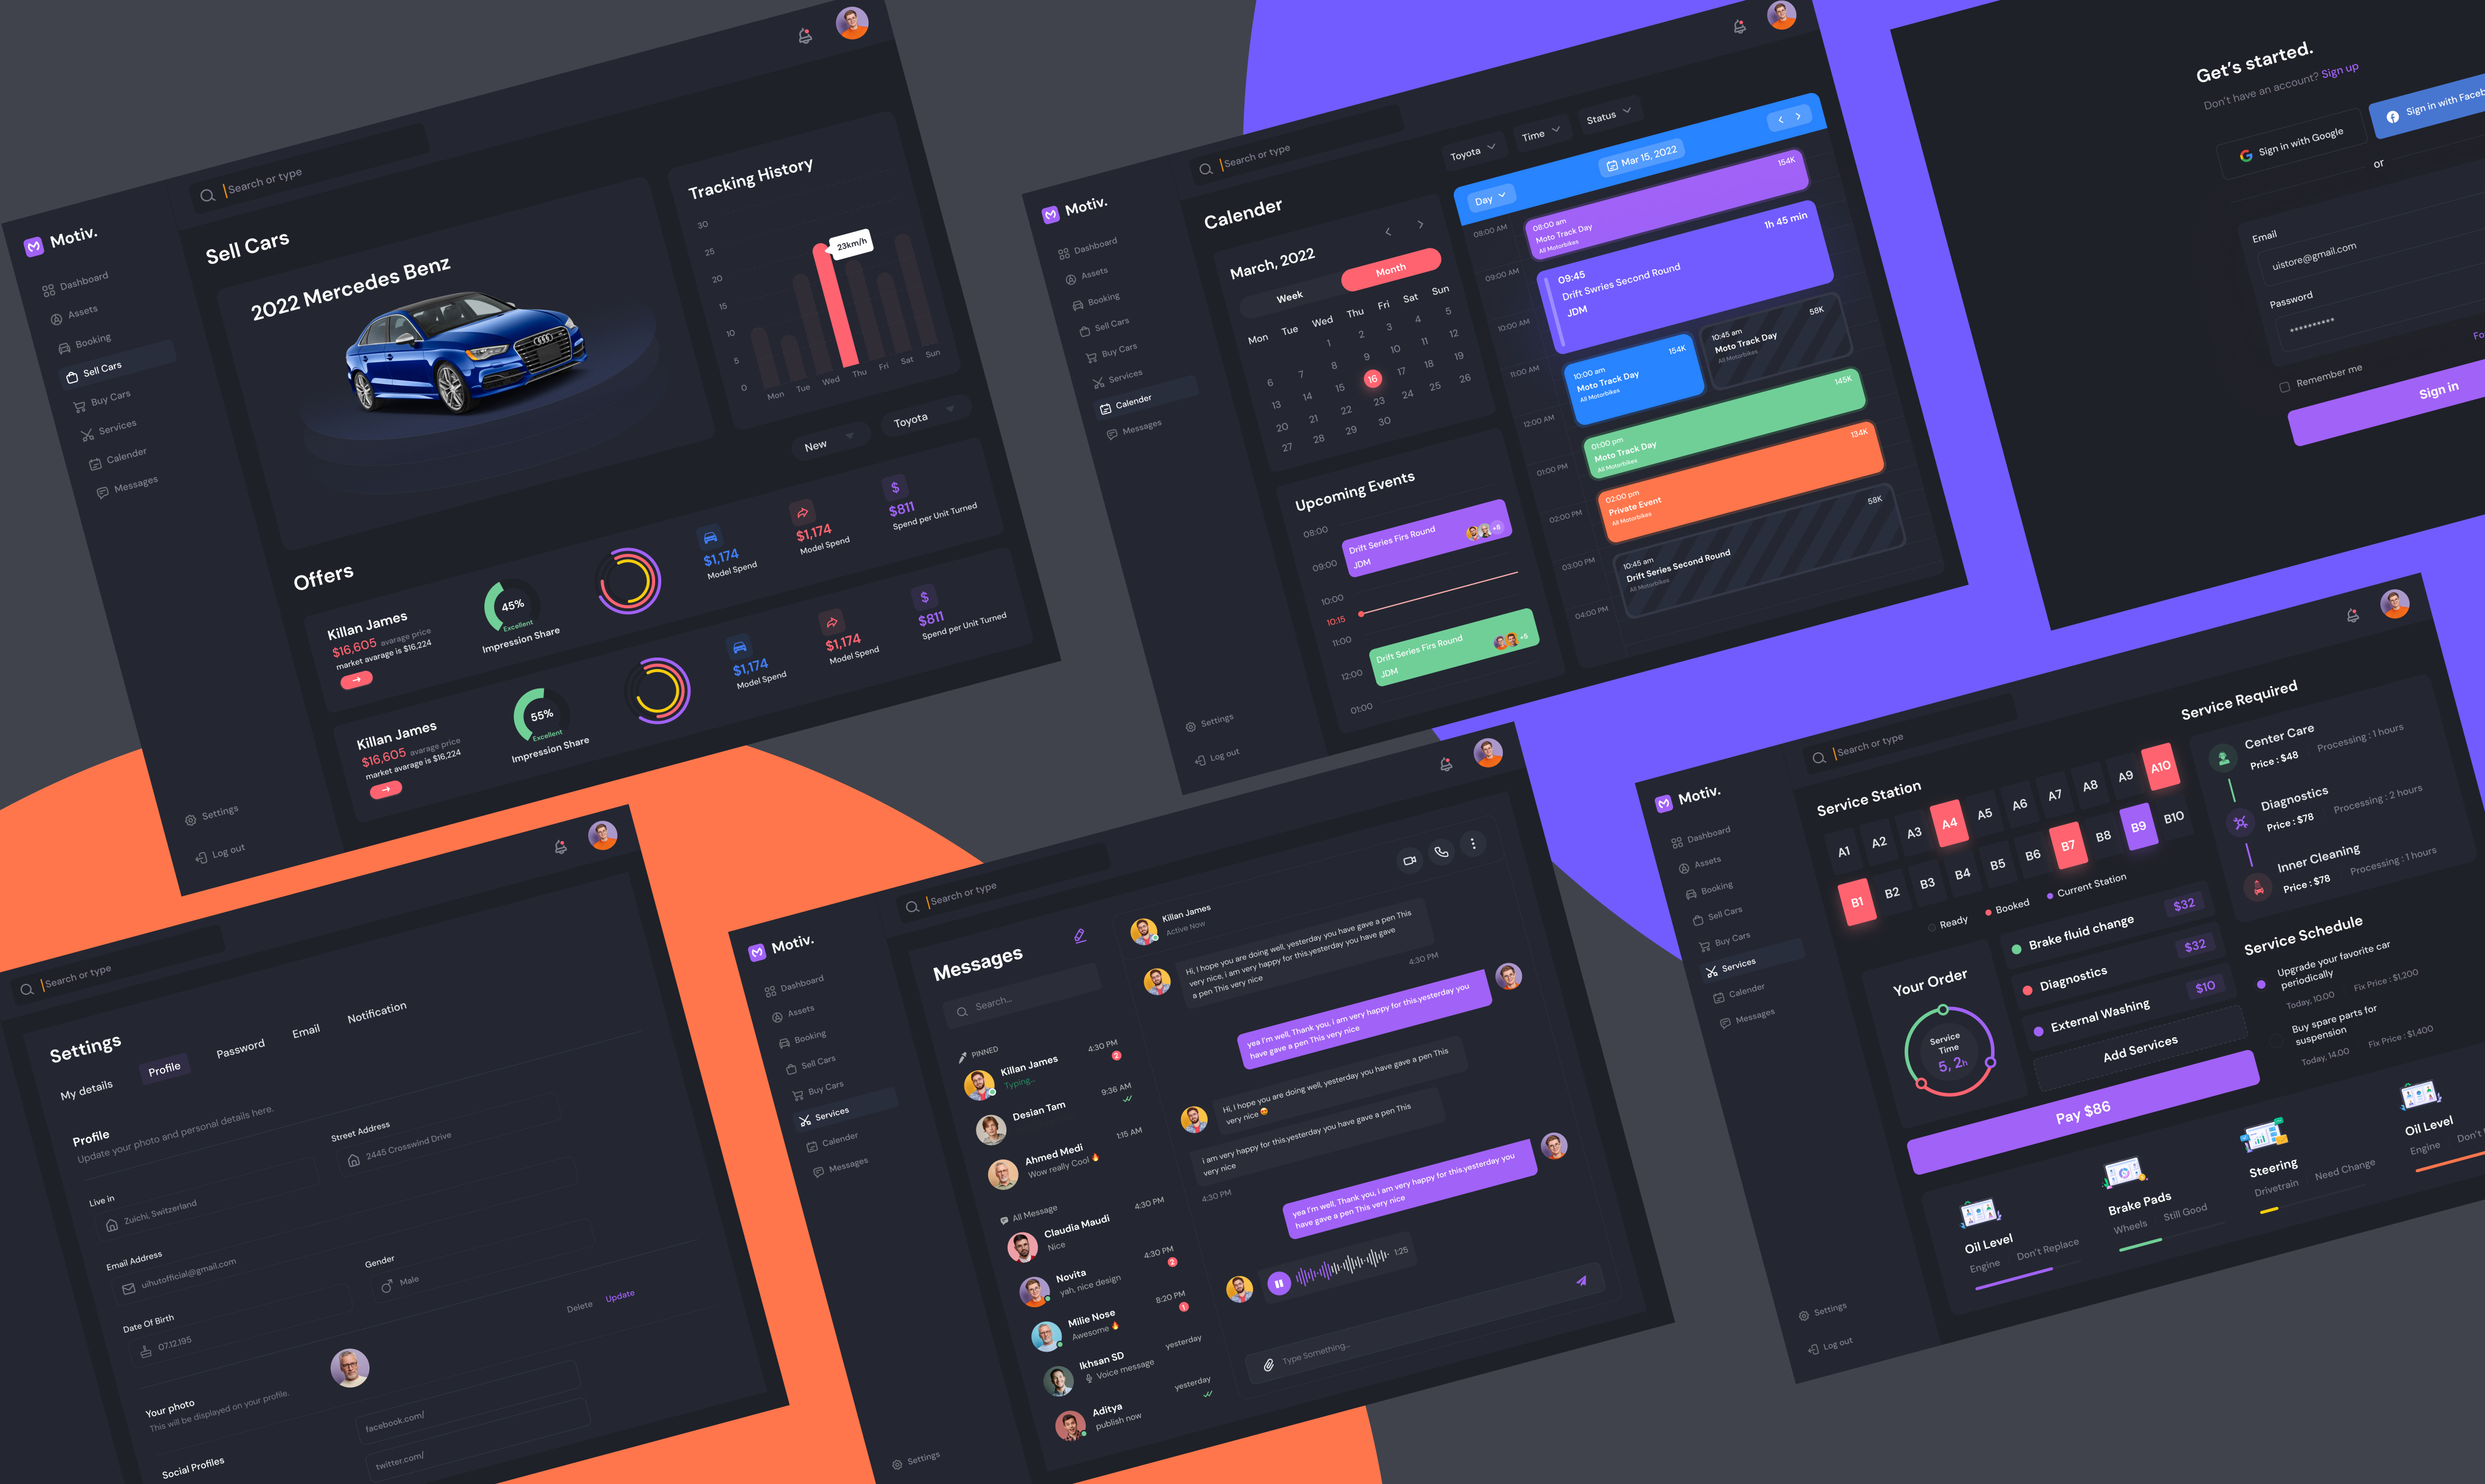 Search or type
Motiv.
Dashboard
Assets
Booking
Sell Cars
Buy Cars
Services
Calender
Messages
Settings
Log out
Sell Cars
2022 Mercedes Benz
Tracking History
30
25
20
15
10
5
0
23km/h
Mon
Tue
Wed
Thu
Fri
Sat
Sun
New
Toyota
Offers
Killan James
$16,605 avarage price
market avarage is $16,224
45%
Excellent
Impression Share
$1,174
Model Spend
$1,174
Model Spend
$811
Spend per Unit Turned
Killan James
$16,605 avarage price
market avarage is $16,224
55%
Excellent
Impression Share
$1,174
Model Spend
$1,174
Model Spend
$811
Spend per Unit Turned
Search or type
Motiv.
Dashboard
Assets
Booking
Sell Cars
Buy Cars
Services
Calender
Messages
Settings
Log out
Calender
Toyota
Time
Status
March, 2022
Week
Month
Mon Tue Wed Thu Fri Sat Sun
1 2 3 4 5
6 7 8 9 10 11 12
13 14 15 16 17 18 19
20 21 22 23 24 25 26
27 28 29 30
Upcoming Events
08:00
09:00
10:00
10:15
11:00
12:00
01:00
Drift Series Firs Round
JDM
+8
Drift Series Firs Round
JDM
+5
Day
Mar 15, 2022
08:00 AM
09:00 AM
10:00 AM
11:00 AM
12:00 AM
01:00 PM
02:00 PM
03:00 PM
04:00 PM
08:00 am
154K
Moto Track Day
All Motorbikes
09:45
1h 45 min
Drift Swries Second Round
JDM
10:00 am
154K
Moto Track Day
All Motorbikes
10:45 am
58K
Moto Track Day
All Motorbikes
01:00 pm
145K
Moto Track Day
All Motorbikes
02:00 pm
134K
Private Event
All Motorbikes
10:45 am
58K
Drift Series Second Round
All Motorbikes
Get's started.
Don't have an account? Sign up
Sign in with Google
Sign in with Faceb
or
Email
uistore@gmail.com
Password
**********
Fo
Remember me
Sign in
Search or type
Settings
My details
Profile
Password
Email
Notification
Profile
Update your photo and personal details here.
Live in
Zuichi, Switzerland
Street Address
2445 Crosswind Drive
Email Address
uihutofficial@gmail.com
Gender
Male
Date Of Birth
07.12.195
Your photo
This will be displayed on your profile.
Delete
Update
Social Profiles
facebook.com/
twitter.com/
Search or type
Motiv.
Dashboard
Assets
Booking
Sell Cars
Buy Cars
Services
Calender
Messages
Settings
Messages
Search...
PINNED
Killan James
4:30 PM
Typing...
2
Desian Tam
9:36 AM
Ahmed Medi
1:15 AM
Wow really Cool 🔥
All Message
Claudia Maudi
4:30 PM
Nice
Novita
4:30 PM
yah, nice design
2
Milie Nose
8:20 PM
Awesome 🔥
1
Ikhsan SD
yesterday
Voice message
Aditya
yesterday
publish now
Killan James
Active Now
Hi, I hope you are doing well, yesterday you have gave a pen This
very nice, i am very happy for this.yesterday you have gave
a pen This very nice
4:30 PM
yea I'm well, Thank you, i am very happy for this.yesterday you
have gave a pen This very nice
Hi, I hope you are doing well, yesterday you have gave a pen This
very nice 😍
i am very happy for this.yesterday you have gave a pen This
very nice
4:30 PM
yea I'm well, Thank you, i am very happy for this.yesterday you
have gave a pen This very nice
1:25
Type Something...
Search or type
Motiv.
Dashboard
Assets
Booking
Sell Cars
Buy Cars
Services
Calender
Messages
Settings
Log out
Service Station
A1 A2 A3 A4 A5 A6 A7 A8 A9 A10
B1 B2 B3 B4 B5 B6 B7 B8 B9 B10
Ready
Booked
Current Station
Your Order
Service
Time
5, 2h
Brake fluid change
$32
Diagnostics
$32
External Washing
$10
Add Services
Pay $86
Service Required
Center Care
Price : $48
Processing : 1 hours
Diagnostics
Price : $78
Processing : 2 hours
Inner Cleaning
Price : $78
Processing : 1 hours
Service Schedule
Upgrade your favorite car
periodically
Today, 10.00
Fix Price : $1,200
Buy spare parts for
suspension
Today, 14.00
Fix Price : $1,400
Oil Level
Engine
Don't Replace
Brake Pads
Wheels
Still Good
Steering
Drivetrain
Need Change
Oil Level
Engine
Don't